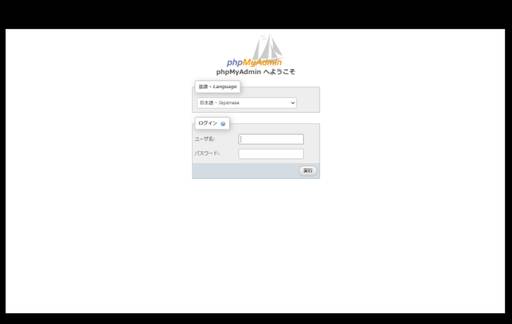 phpMyAdmin
phpMyAdmin へようこそ
言語 - Language
日本語 - Japanese
ログイン
ユーザ名:
パスワード:
実行